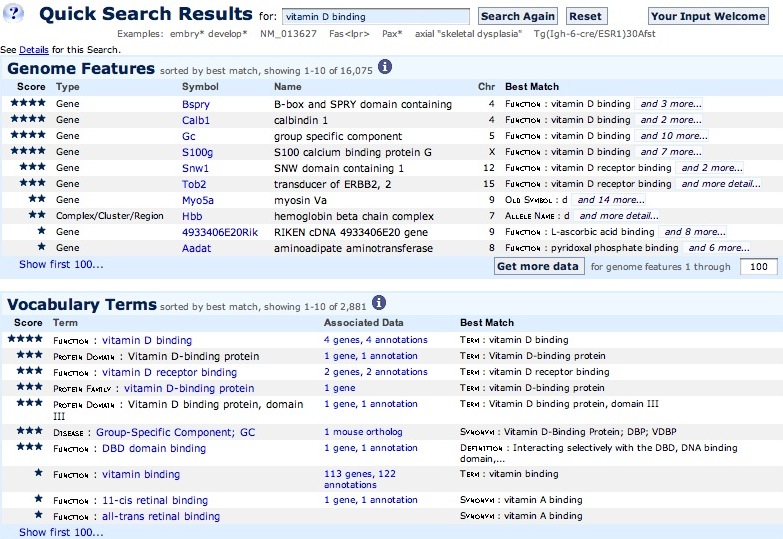 ?
Quick Search Results for: vitamin D binding Search Again Reset Your Input Welcome
Examples: embry* develop* NM_013627 Fas<lpr> Pax* axial "skeletal dysplasia" Tg(Igh-6-cre/ESR1)30Afst
See Details for this Search.
Genome Features sorted by best match, showing 1-10 of 16,075 i
Score Type Symbol Name Chr Best Match
★★★★ Gene Bspry B-box and SPRY domain containing 4 Function : vitamin D binding and 3 more...
★★★★ Gene Calb1 calbindin 1 4 Function : vitamin D binding and 2 more...
★★★★ Gene Gc group specific component 5 Function : vitamin D binding and 10 more...
★★★★ Gene S100g S100 calcium binding protein G X Function : vitamin D binding and 7 more...
★★★ Gene Snw1 SNW domain containing 1 12 Function : vitamin D receptor binding and 2 more...
★★★ Gene Tob2 transducer of ERBB2, 2 15 Function : vitamin D receptor binding and more detail...
★★ Gene Myo5a myosin Va 9 Old Symbol : d and 14 more...
★★ Complex/Cluster/Region Hbb hemoglobin beta chain complex 7 Allele Name : d and more detail...
★ Gene 4933406E20Rik RIKEN cDNA 4933406E20 gene 9 Function : L-ascorbic acid binding and 8 more...
★ Gene Aadat aminoadipate aminotransferase 8 Function : pyridoxal phosphate binding and 6 more...
Show first 100... Get more data for genome features 1 through 100
Vocabulary Terms sorted by best match, showing 1-10 of 2,881 i
Score Term Associated Data Best Match
★★★★ Function : vitamin D binding 4 genes, 4 annotations Term : vitamin D binding
★★★ Protein Domain : Vitamin D-binding protein 1 gene, 1 annotation Term : Vitamin D-binding protein
★★★ Function : vitamin D receptor binding 2 genes, 2 annotations Term : vitamin D receptor binding
★★★ Protein Family : vitamin D-binding protein 1 gene Term : vitamin D-binding protein
★★★ Protein Domain : Vitamin D binding protein, domain 1 gene, 1 annotation Term : Vitamin D binding protein, domain III
III
★★★ Disease : Group-Specific Component; GC 1 mouse ortholog Synonym : Vitamin D-Binding Protein; DBP; VDBP
★★★ Function : DBD domain binding 1 gene, 1 annotation Definition : Interacting selectively with the DBD, DNA binding
domain,...
★ Function : vitamin binding 113 genes, 122 Term : vitamin binding
annotations
★ Function : 11-cis retinal binding 1 gene, 1 annotation Synonym : vitamin A binding
★ Function : all-trans retinal binding Synonym : vitamin A binding
Show first 100...